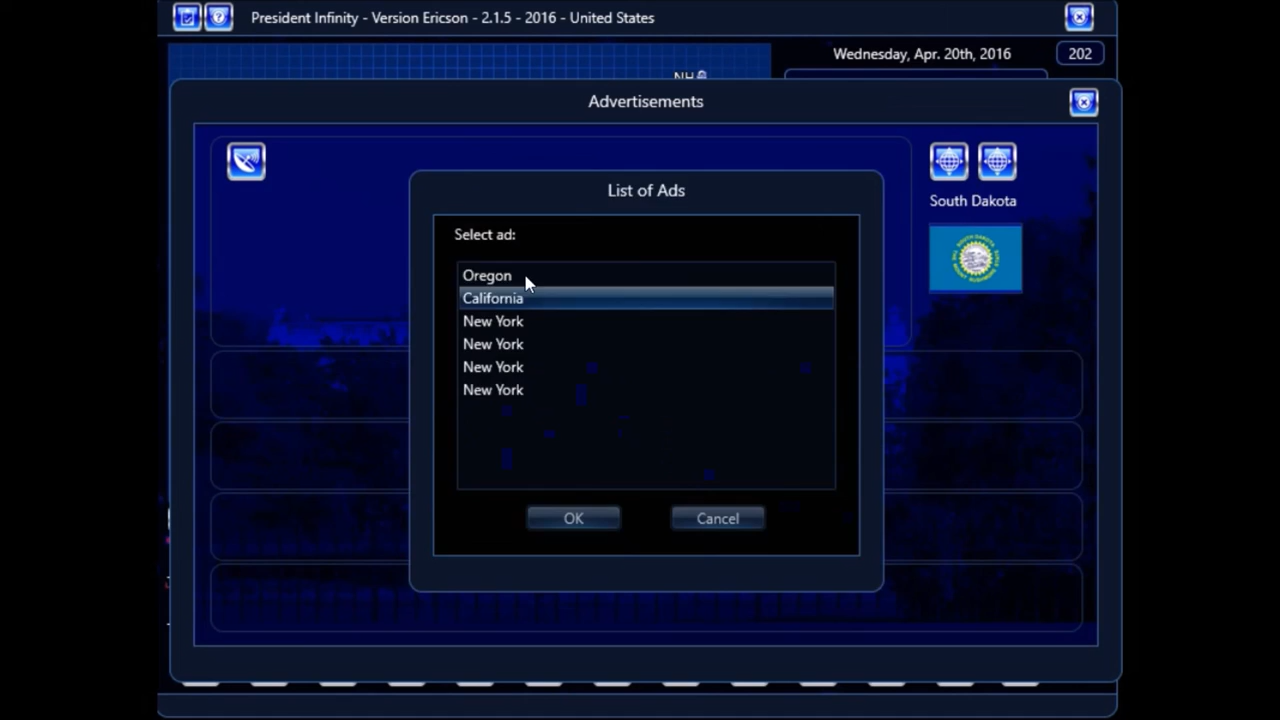 President Infinity - Version Ericson - 2.1.5 - 2016 - United States
Wednesday, Apr. 20th, 2016
202
NH
Advertisements
South Dakota
List of Ads
Select ad:
Oregon
California
New York
New York
New York
New York
OK
Cancel